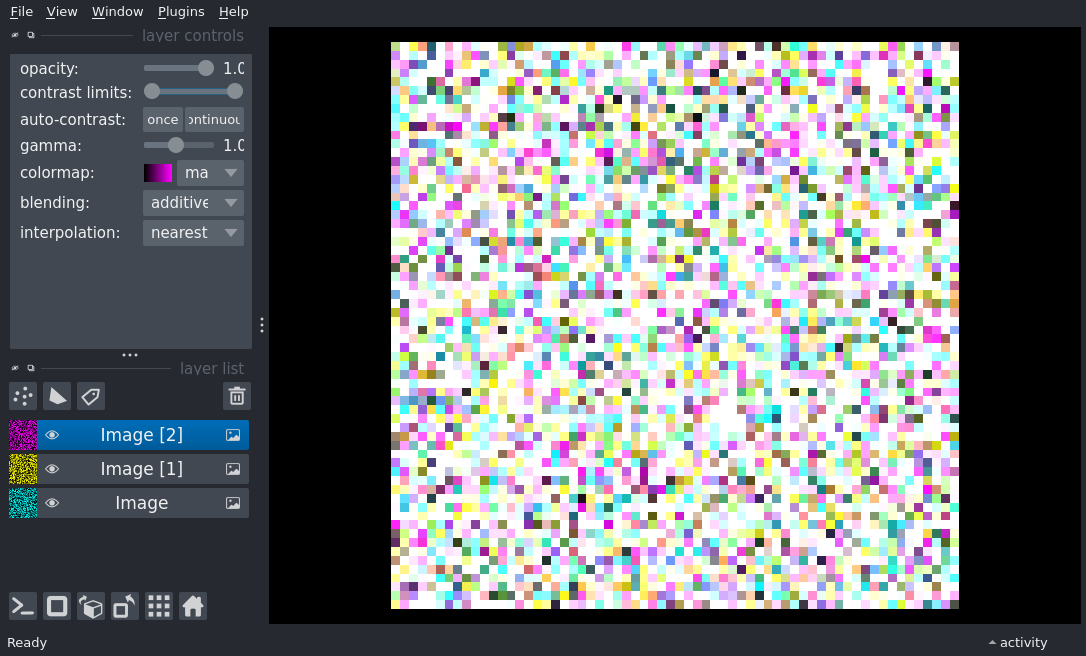 File View Window Plugins Help
layer controls
opacity: 1.0
contrast limits:
auto-contrast: once ontinuou
gamma: 1.0
colormap: ma
blending: additive
interpolation: nearest
layer list
Image [2]
Image [1]
Image
Ready activity